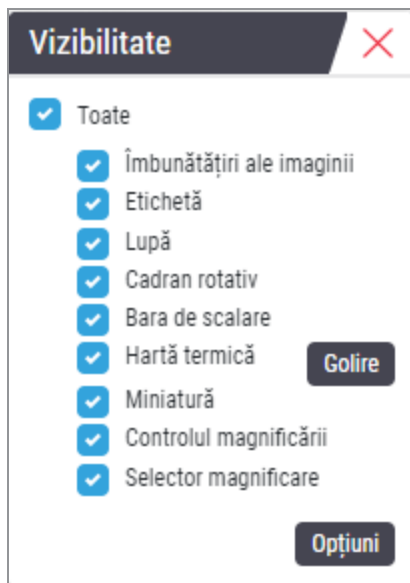 Vizibilitate
Toate
Îmbunătățiri ale imaginii
Etichetă
Lupă
Cadran rotativ
Bara de scalare
Hartă termică
Golire
Miniatură
Controlul magnificării
Selector magnificare
Opțiuni